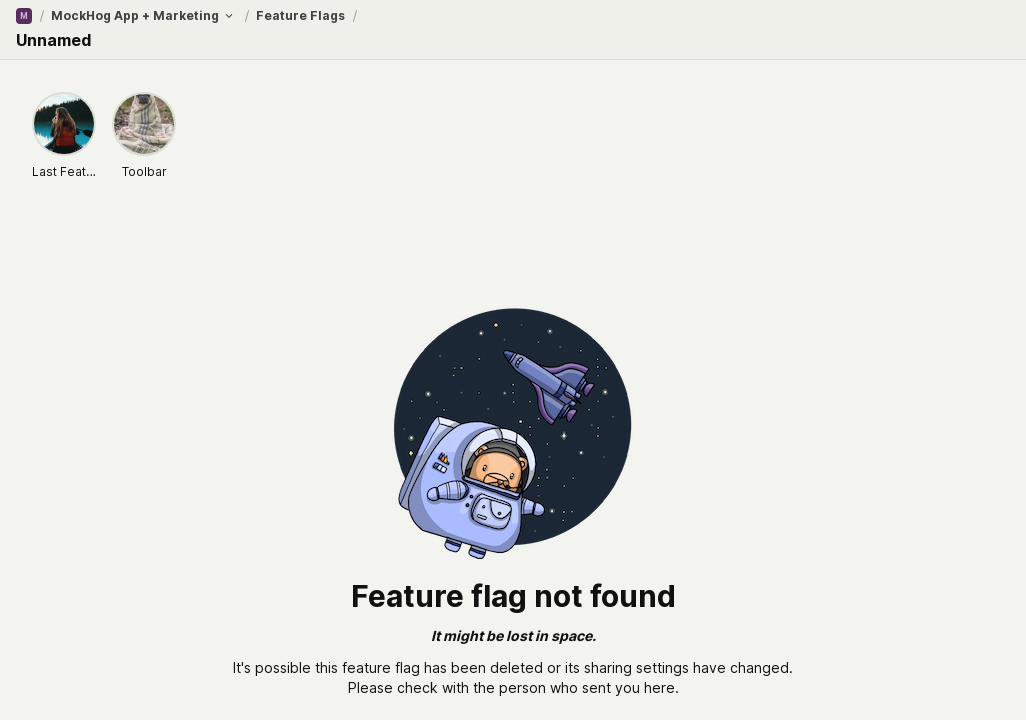 M / MockHog App + Marketing / Feature Flags /
Unnamed
Last Feat...
Toolbar
Feature flag not found
It might be lost in space.
It's possible this feature flag has been deleted or its sharing settings have changed.
Please check with the person who sent you here.